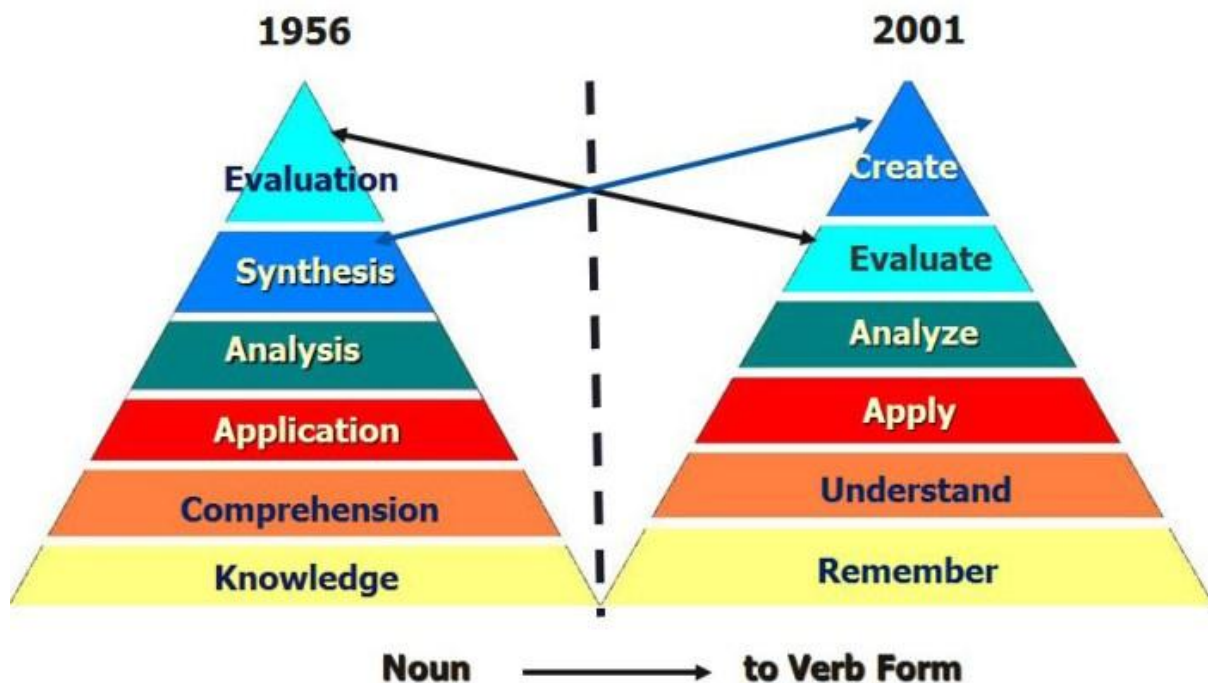 1956
2001
Evaluation
Synthesis
Analysis
Application
Comprehension
Knowledge
Create
Evaluate
Analyze
Apply
Understand
Remember
Noun to Verb Form